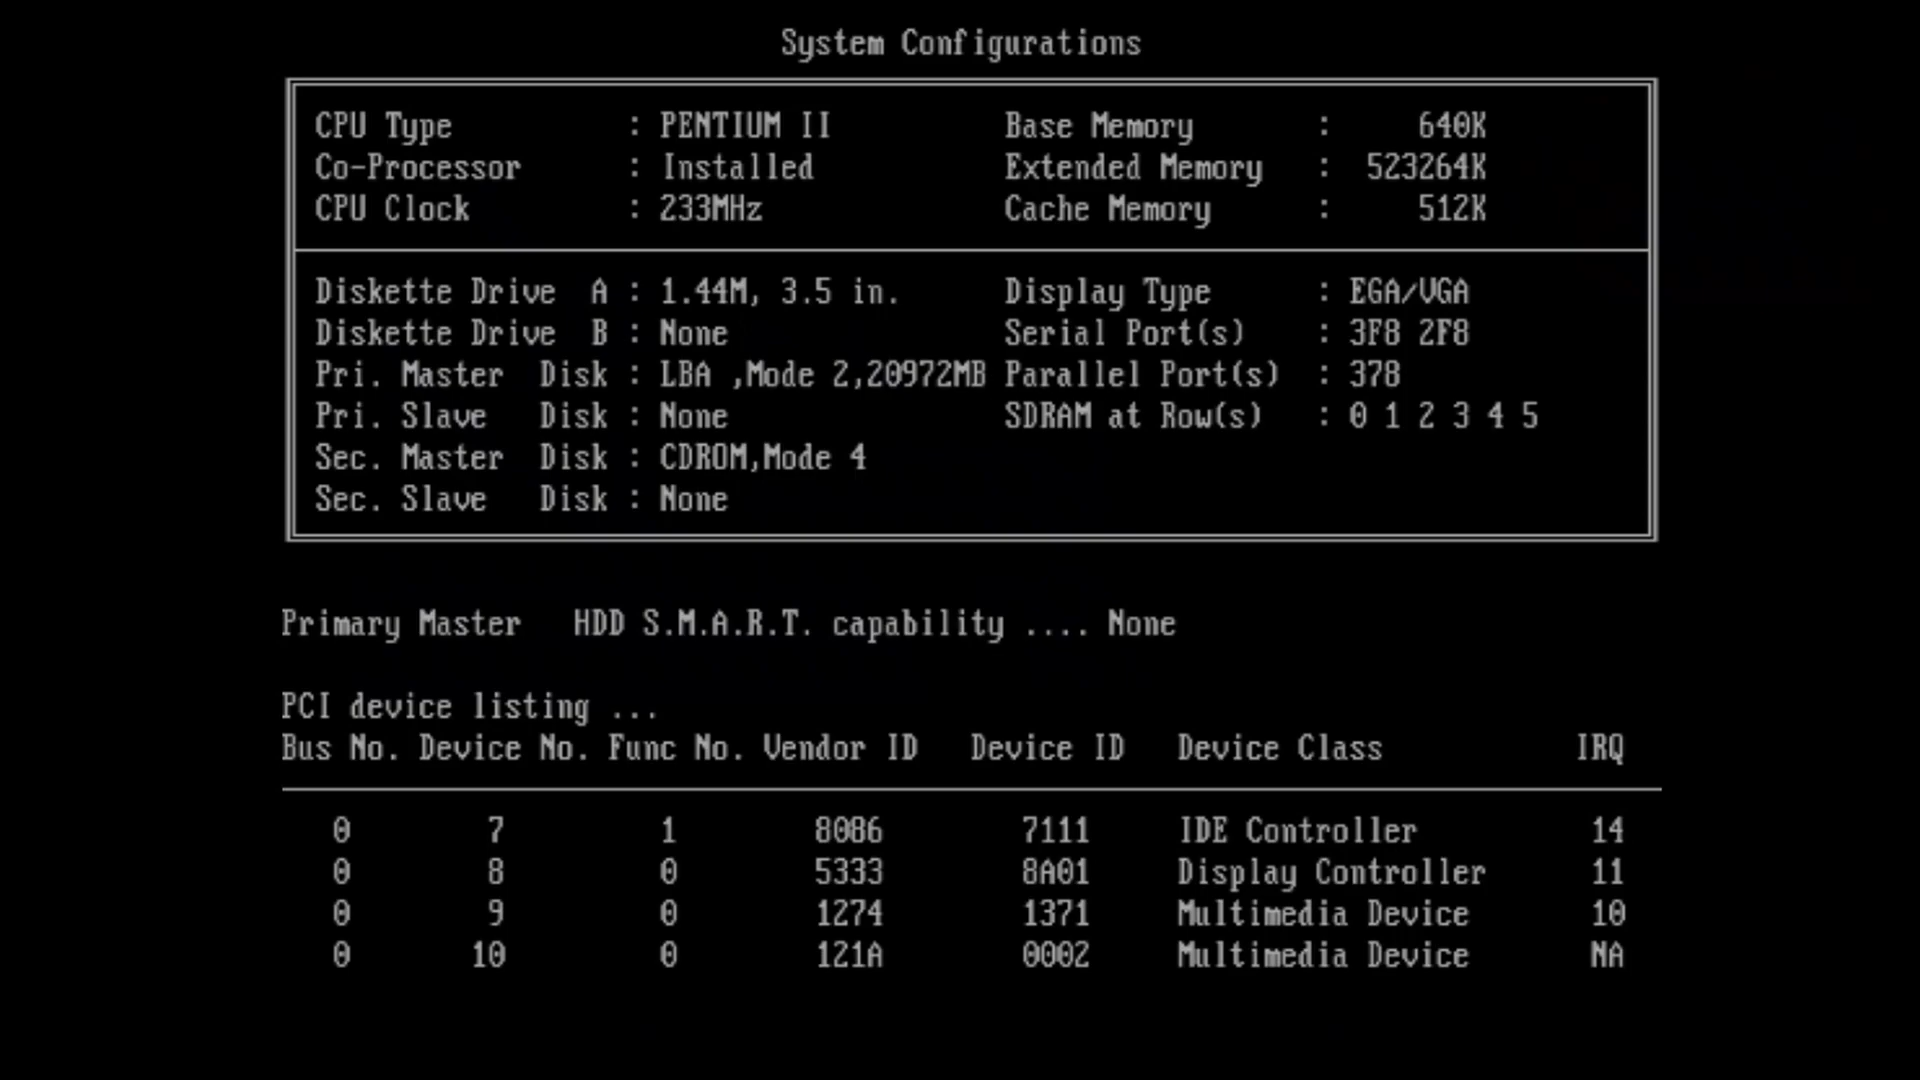 System Configurations
CPU Type : PENTIUM II Base Memory : 640K
Co-Processor : Installed Extended Memory : 523264K
CPU Clock : 233MHz Cache Memory : 512K
Diskette Drive A : 1.44M, 3.5 in. Display Type : EGA/VGA
Diskette Drive B : None Serial Port(s) : 3F8 2F8
Pri. Master Disk : LBA ,Mode 2,20972MB Parallel Port(s) : 378
Pri. Slave Disk : None SDRAM at Row(s) : 0 1 2 3 4 5
Sec. Master Disk : CDROM,Mode 4
Sec. Slave Disk : None
Primary Master HDD S.M.A.R.T. capability .... None
PCI device listing ...
Bus No. Device No. Func No. Vendor ID Device ID Device Class IRQ
0 7 1 8086 7111 IDE Controller 14
0 8 0 5333 8A01 Display Controller 11
0 9 0 1274 1371 Multimedia Device 10
0 10 0 121A 0002 Multimedia Device NA